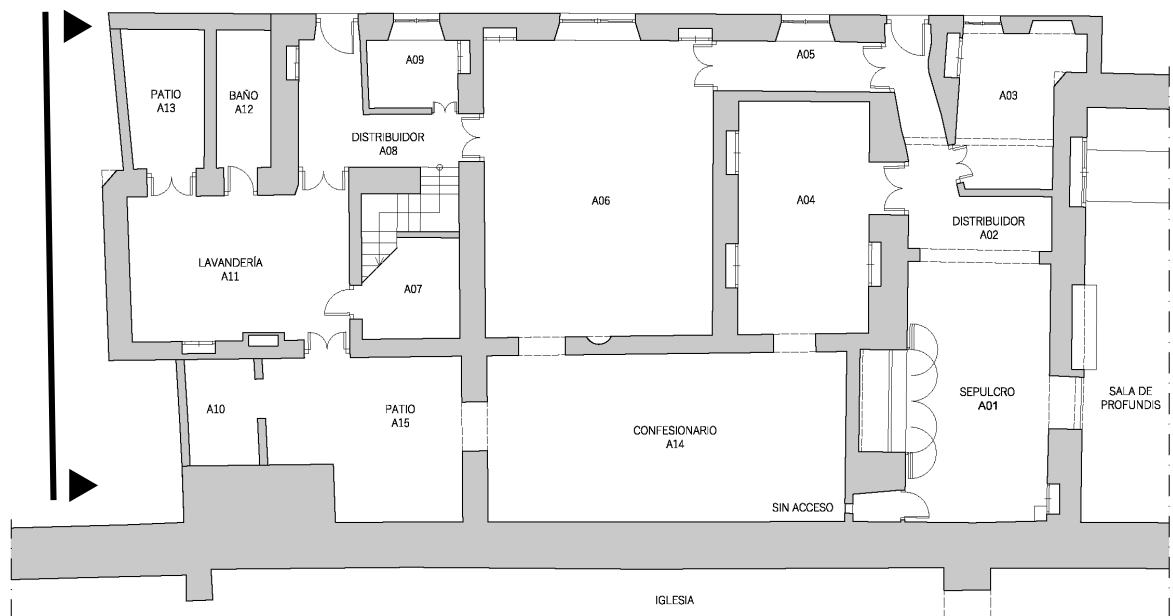 A09
A05
PATIO
A13
BAÑO
A12
A03
DISTRIBUIDOR
A08
A06
A04
DISTRIBUIDOR
A02
LAVANDERÍA
A11
A07
SEPULCRO
A01
SALA DE
PROFUNDIS
A10
PATIO
A15
CONFESIONARIO
A14
SIN ACCESO
IGLESIA